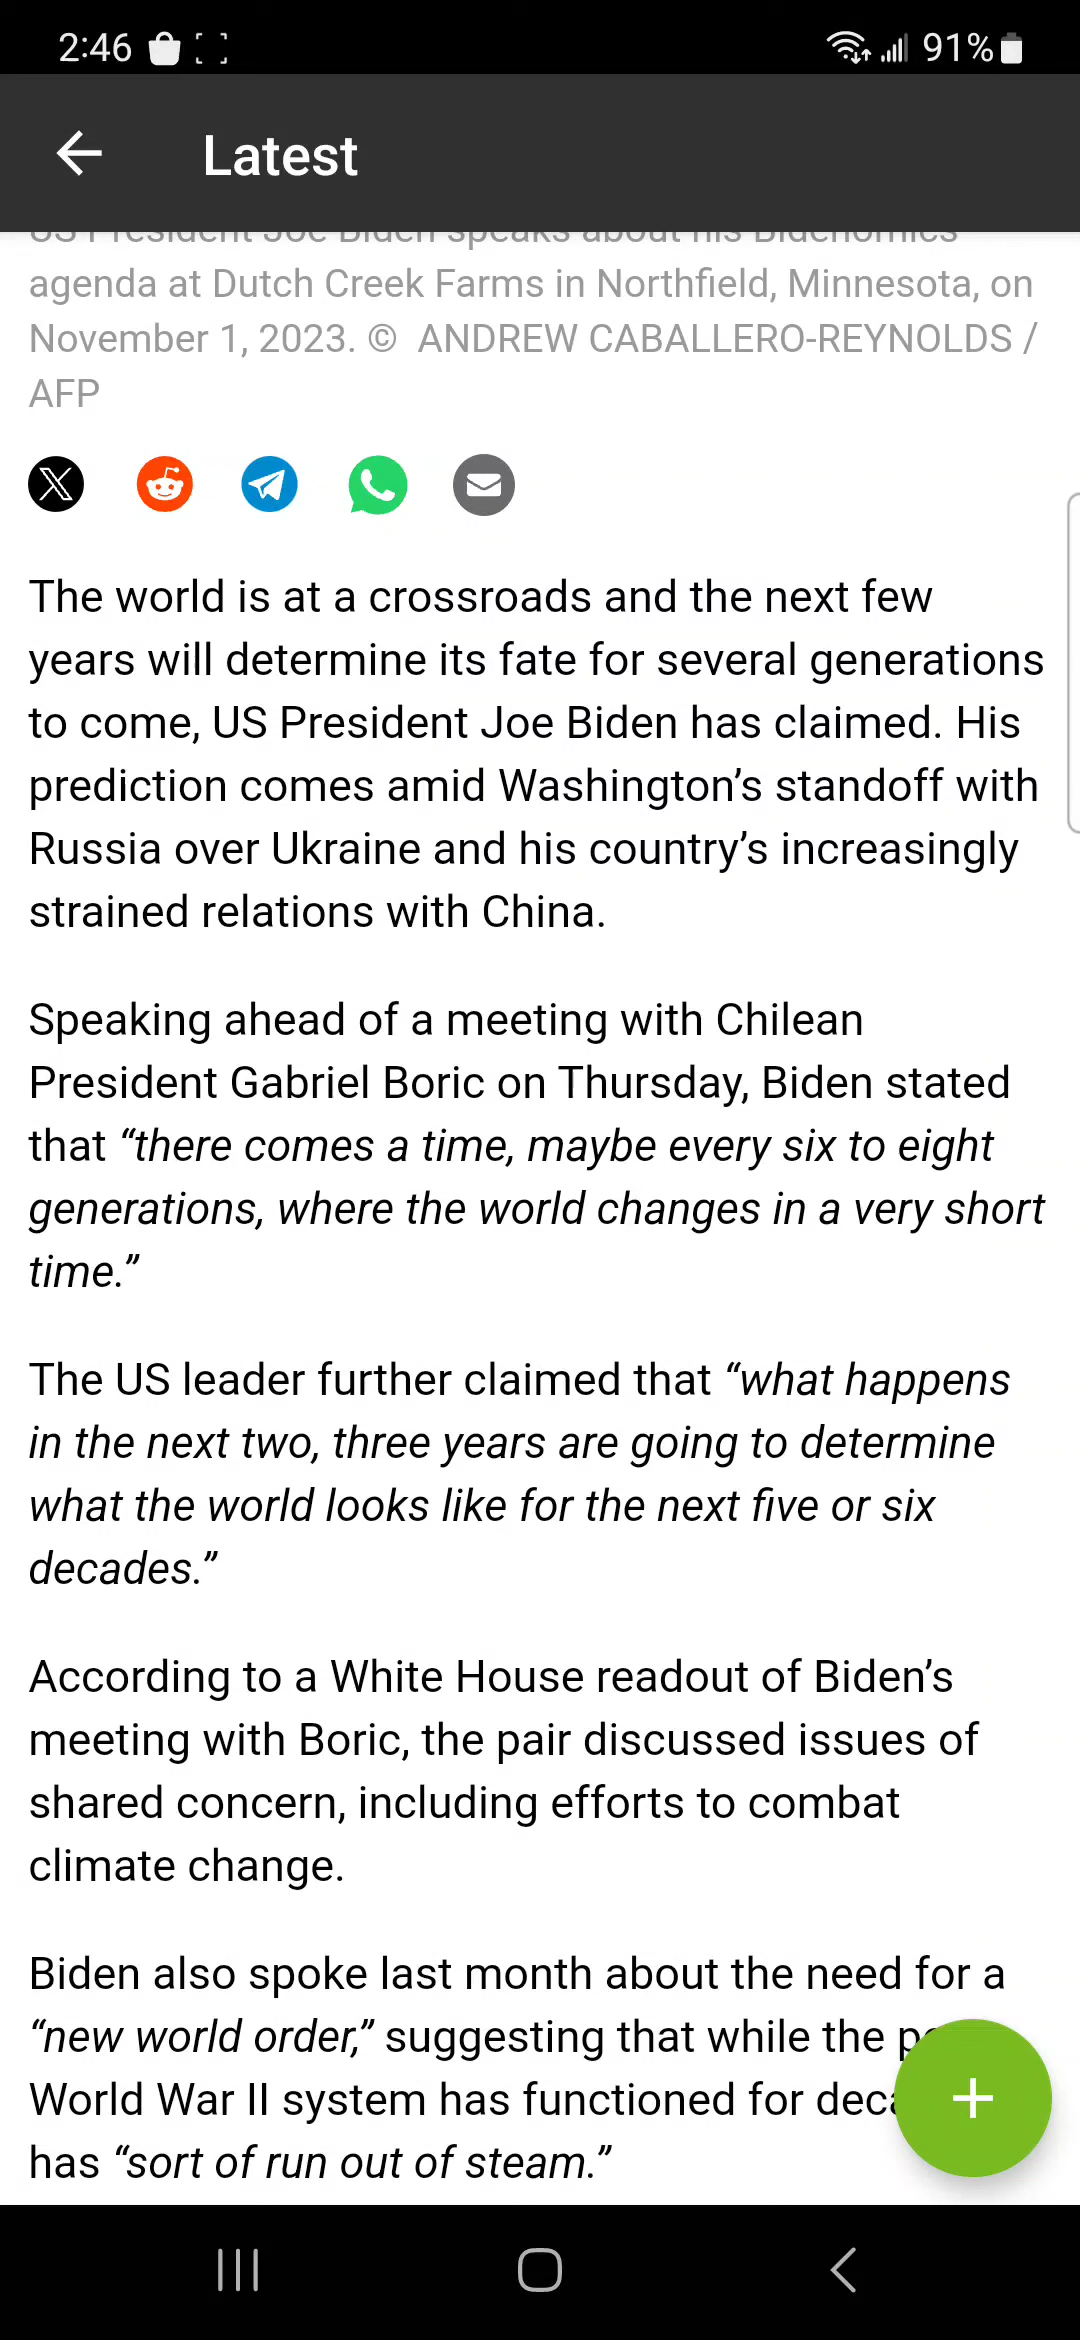 2:46
91%
Latest
US President Joe Biden speaks about his Bidenomics
agenda at Dutch Creek Farms in Northfield, Minnesota, on
November 1, 2023. © ANDREW CABALLERO-REYNOLDS /
AFP
The world is at a crossroads and the next few
years will determine its fate for several generations
to come, US President Joe Biden has claimed. His
prediction comes amid Washington’s standoff with
Russia over Ukraine and his country’s increasingly
strained relations with China.
Speaking ahead of a meeting with Chilean
President Gabriel Boric on Thursday, Biden stated
that “there comes a time, maybe every six to eight
generations, where the world changes in a very short
time.”
The US leader further claimed that “what happens
in the next two, three years are going to determine
what the world looks like for the next five or six
decades.”
According to a White House readout of Biden’s
meeting with Boric, the pair discussed issues of
shared concern, including efforts to combat
climate change.
Biden also spoke last month about the need for a
“new world order,” suggesting that while the
World War II system has functioned for
has “sort of run out of steam.”